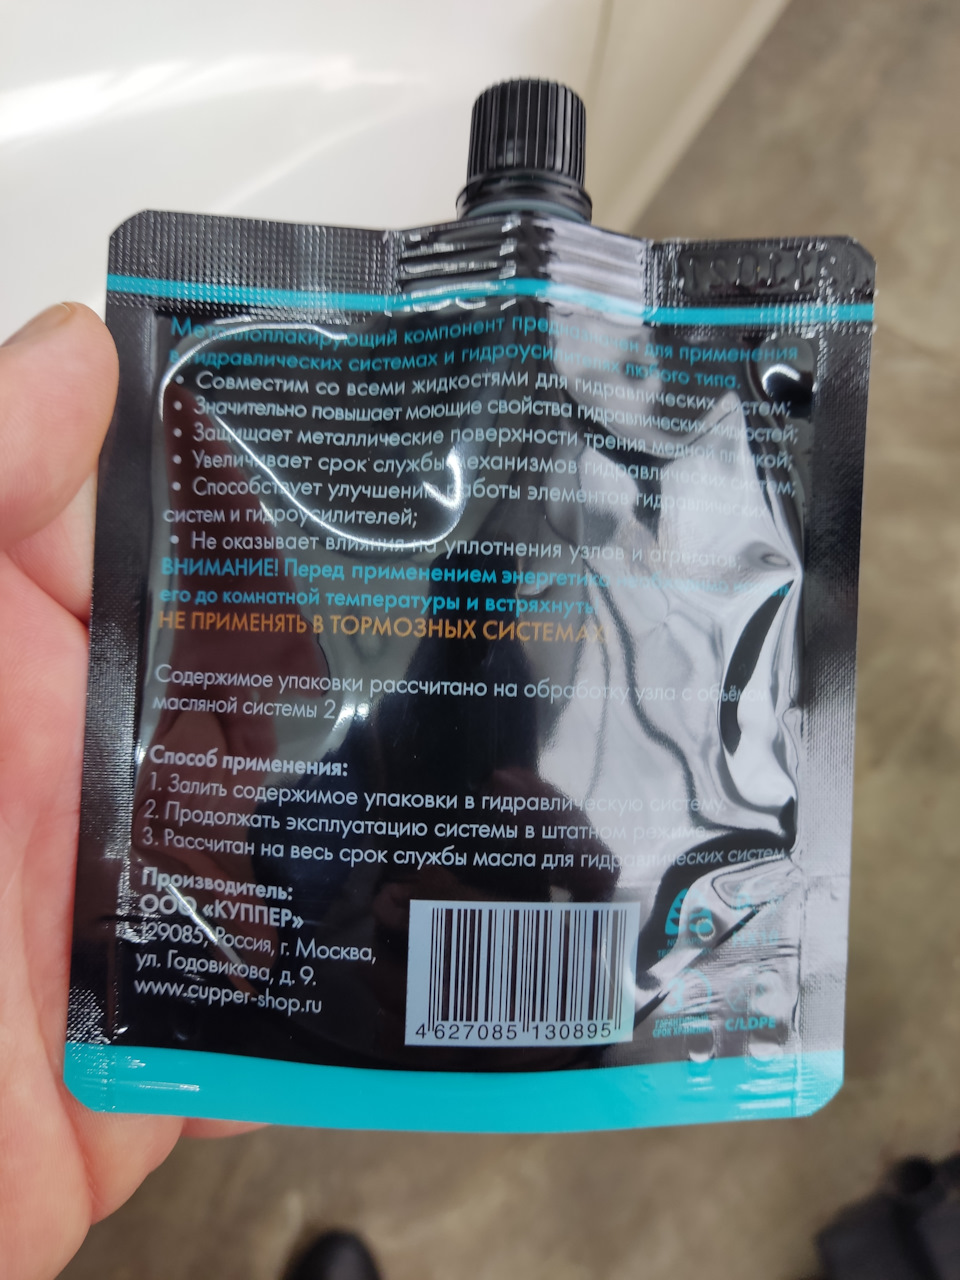 Металлоплакирующий компонент предназначен для применения
в гидравлических системах и гидроусилителях любого типа.
• Совместим со всеми жидкостями для гидравлических систем;
• Значительно повышает моющие свойства гидравлических жидкостей;
• Защищает металлические поверхности трения медной плёнкой;
• Увеличивает срок службы механизмов гидравлических систем;
• Способствует улучшению работы элементов гидравлических
систем и гидроусилителей;
• Не оказывает влияния на уплотнения узлов и агрегатов;
ВНИМАНИЕ! Перед применением энергетик необходимо
его до комнатной температуры и встряхнуть.
НЕ ПРИМЕНЯТЬ В ТОРМОЗНЫХ СИСТЕМАХ!
Содержимое упаковки рассчитано на обработку узла с объёмом
масляной системы 2
Способ применения:
1. Залить содержимое упаковки в гидравлическую систему.
2. Продолжать эксплуатацию системы в штатном режиме.
3. Рассчитан на весь срок службы масла для гидравлических систем.
Производитель:
ООО «КУППЕР»
129085, Россия, г. Москва,
ул. Годовикова, д. 9.
www.cupper-shop.ru
4 627085 130895
C/LDPE